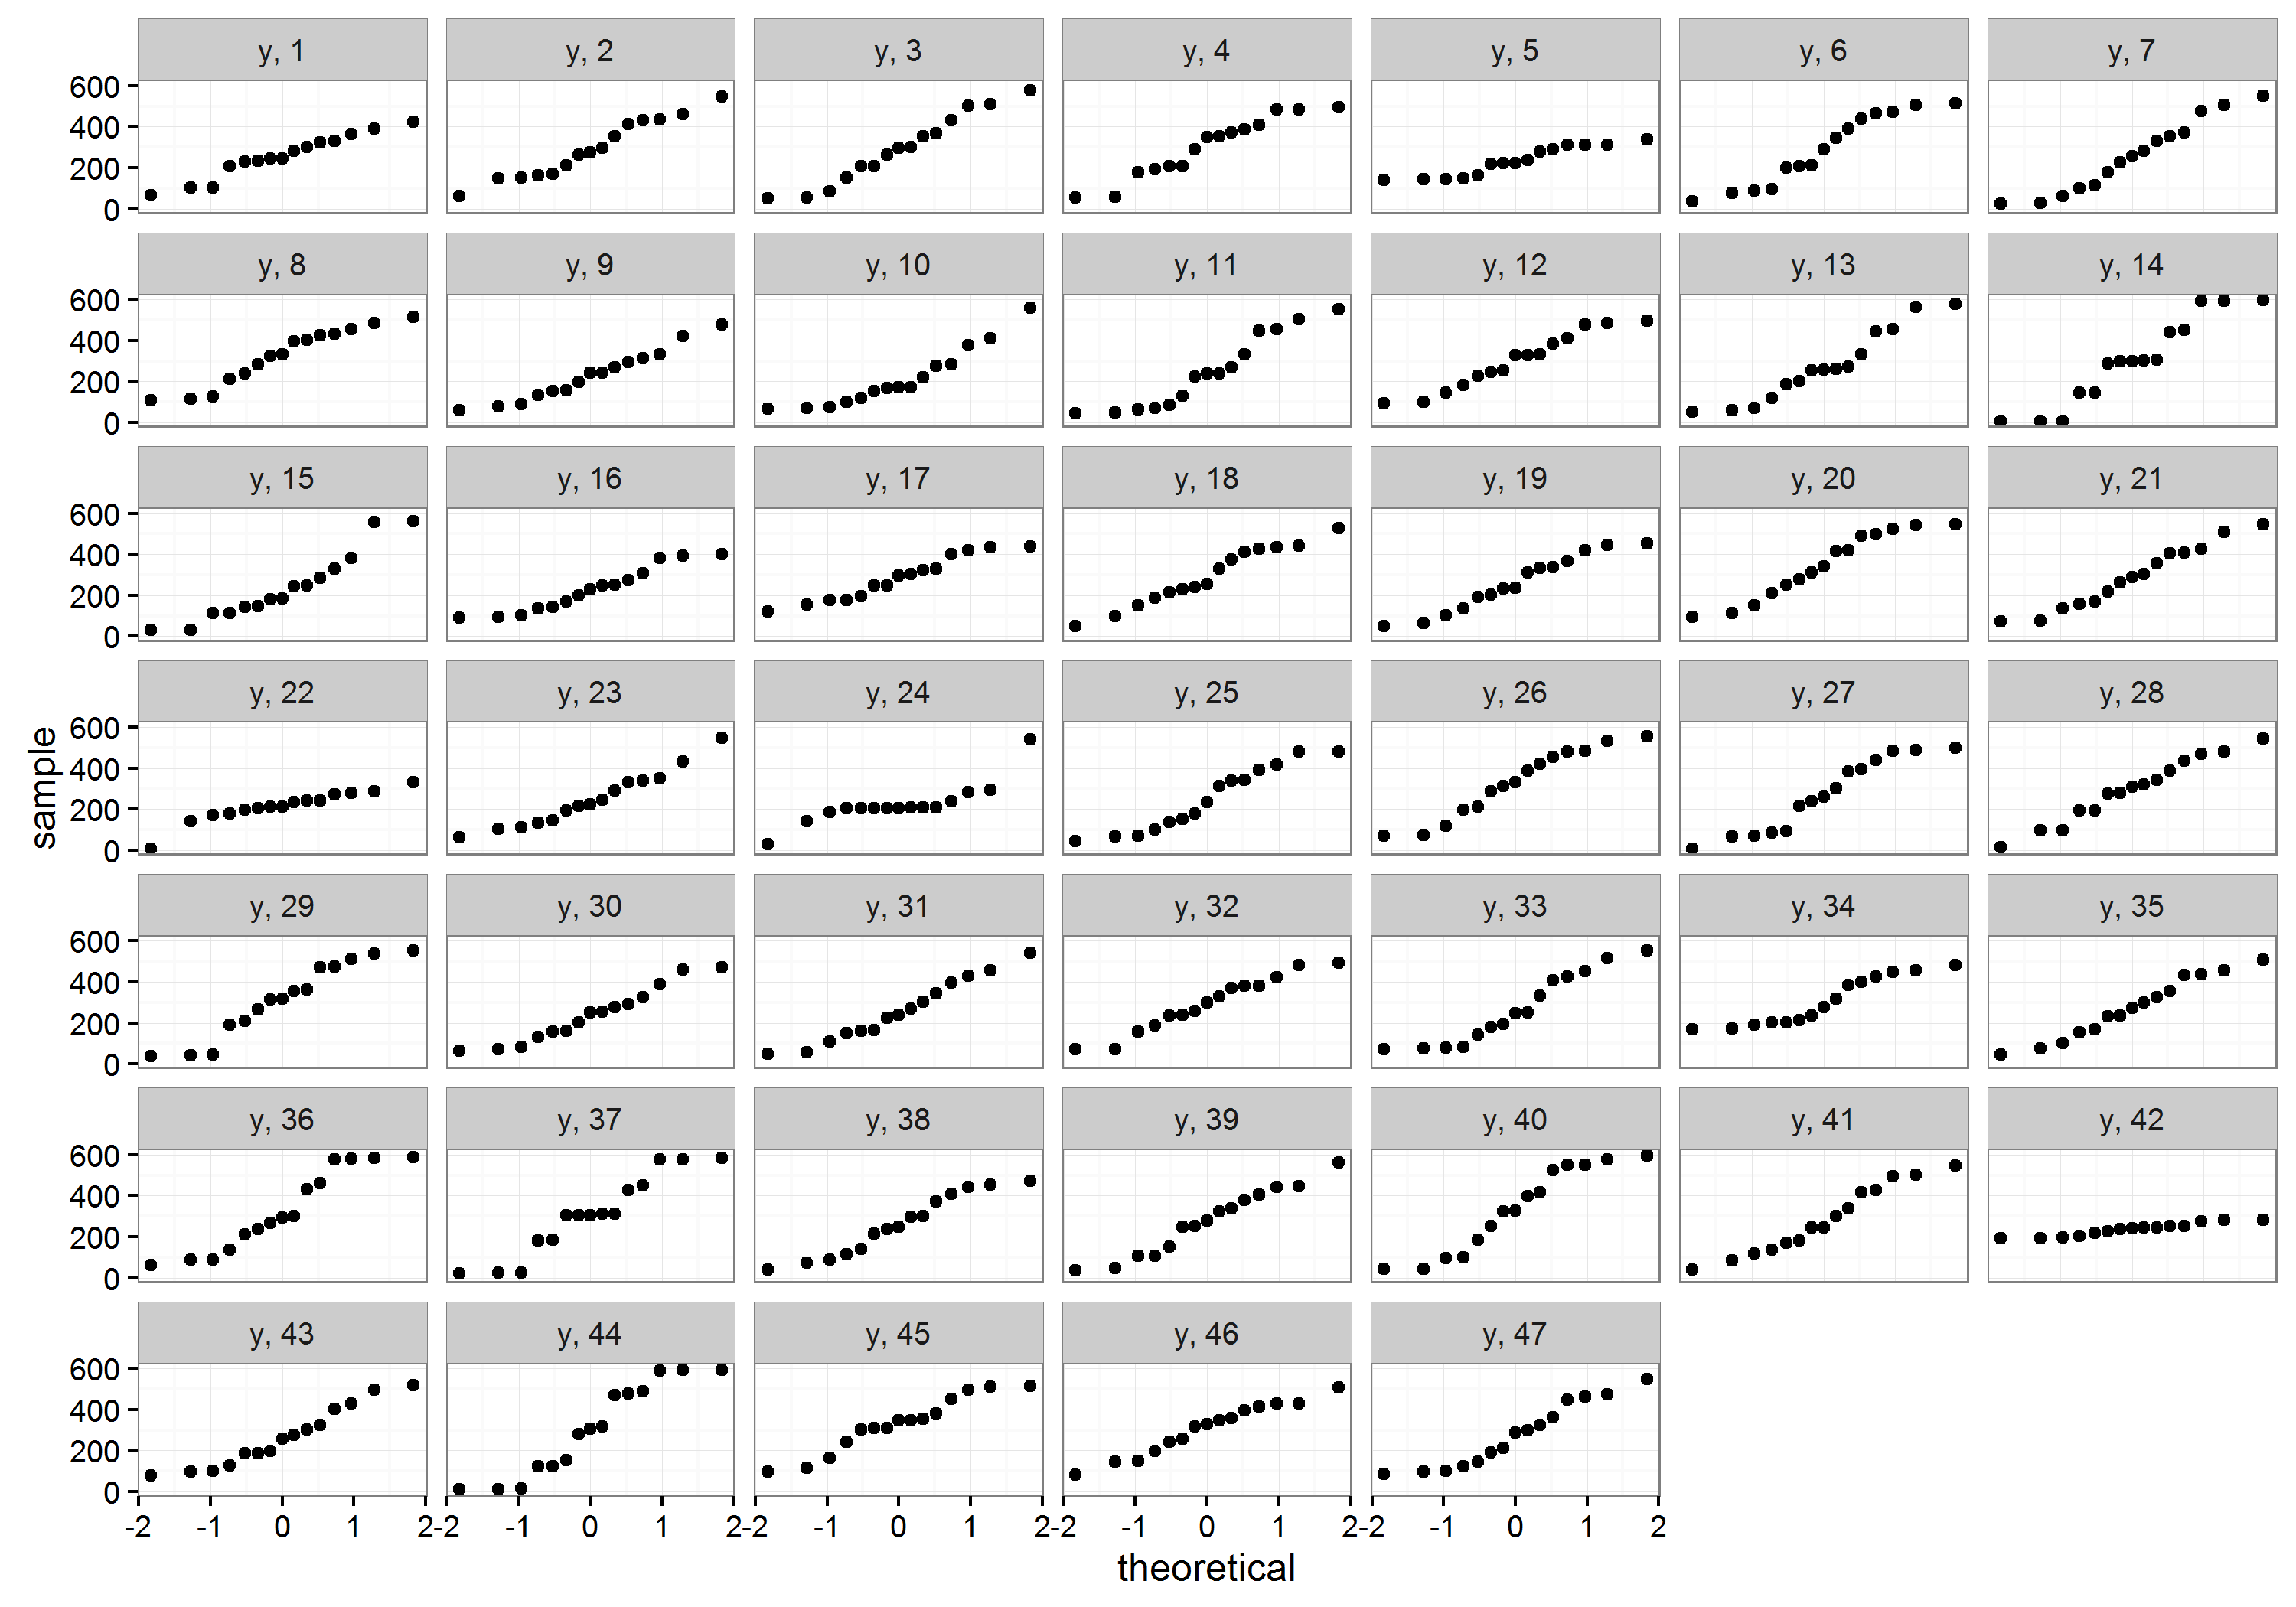 y, 1 y, 2 y, 3 y, 4 y, 5 y, 6 y, 7
600
400
200
0
y, 8 y, 9 y, 10 y, 11 y, 12 y, 13 y, 14
600
400
200
0
y, 15 y, 16 y, 17 y, 18 y, 19 y, 20 y, 21
600
400
200
0
y, 22 y, 23 y, 24 y, 25 y, 26 y, 27 y, 28
600
400
200
0
sample
y, 29 y, 30 y, 31 y, 32 y, 33 y, 34 y, 35
600
400
200
0
y, 36 y, 37 y, 38 y, 39 y, 40 y, 41 y, 42
600
400
200
0
y, 43 y, 44 y, 45 y, 46 y, 47
600
400
200
0
-2 -1 0 1 2 -2 -1 0 1 2 -2 -1 0 1 2 -2 -1 0 1 2 -2 -1 0 1 2
theoretical